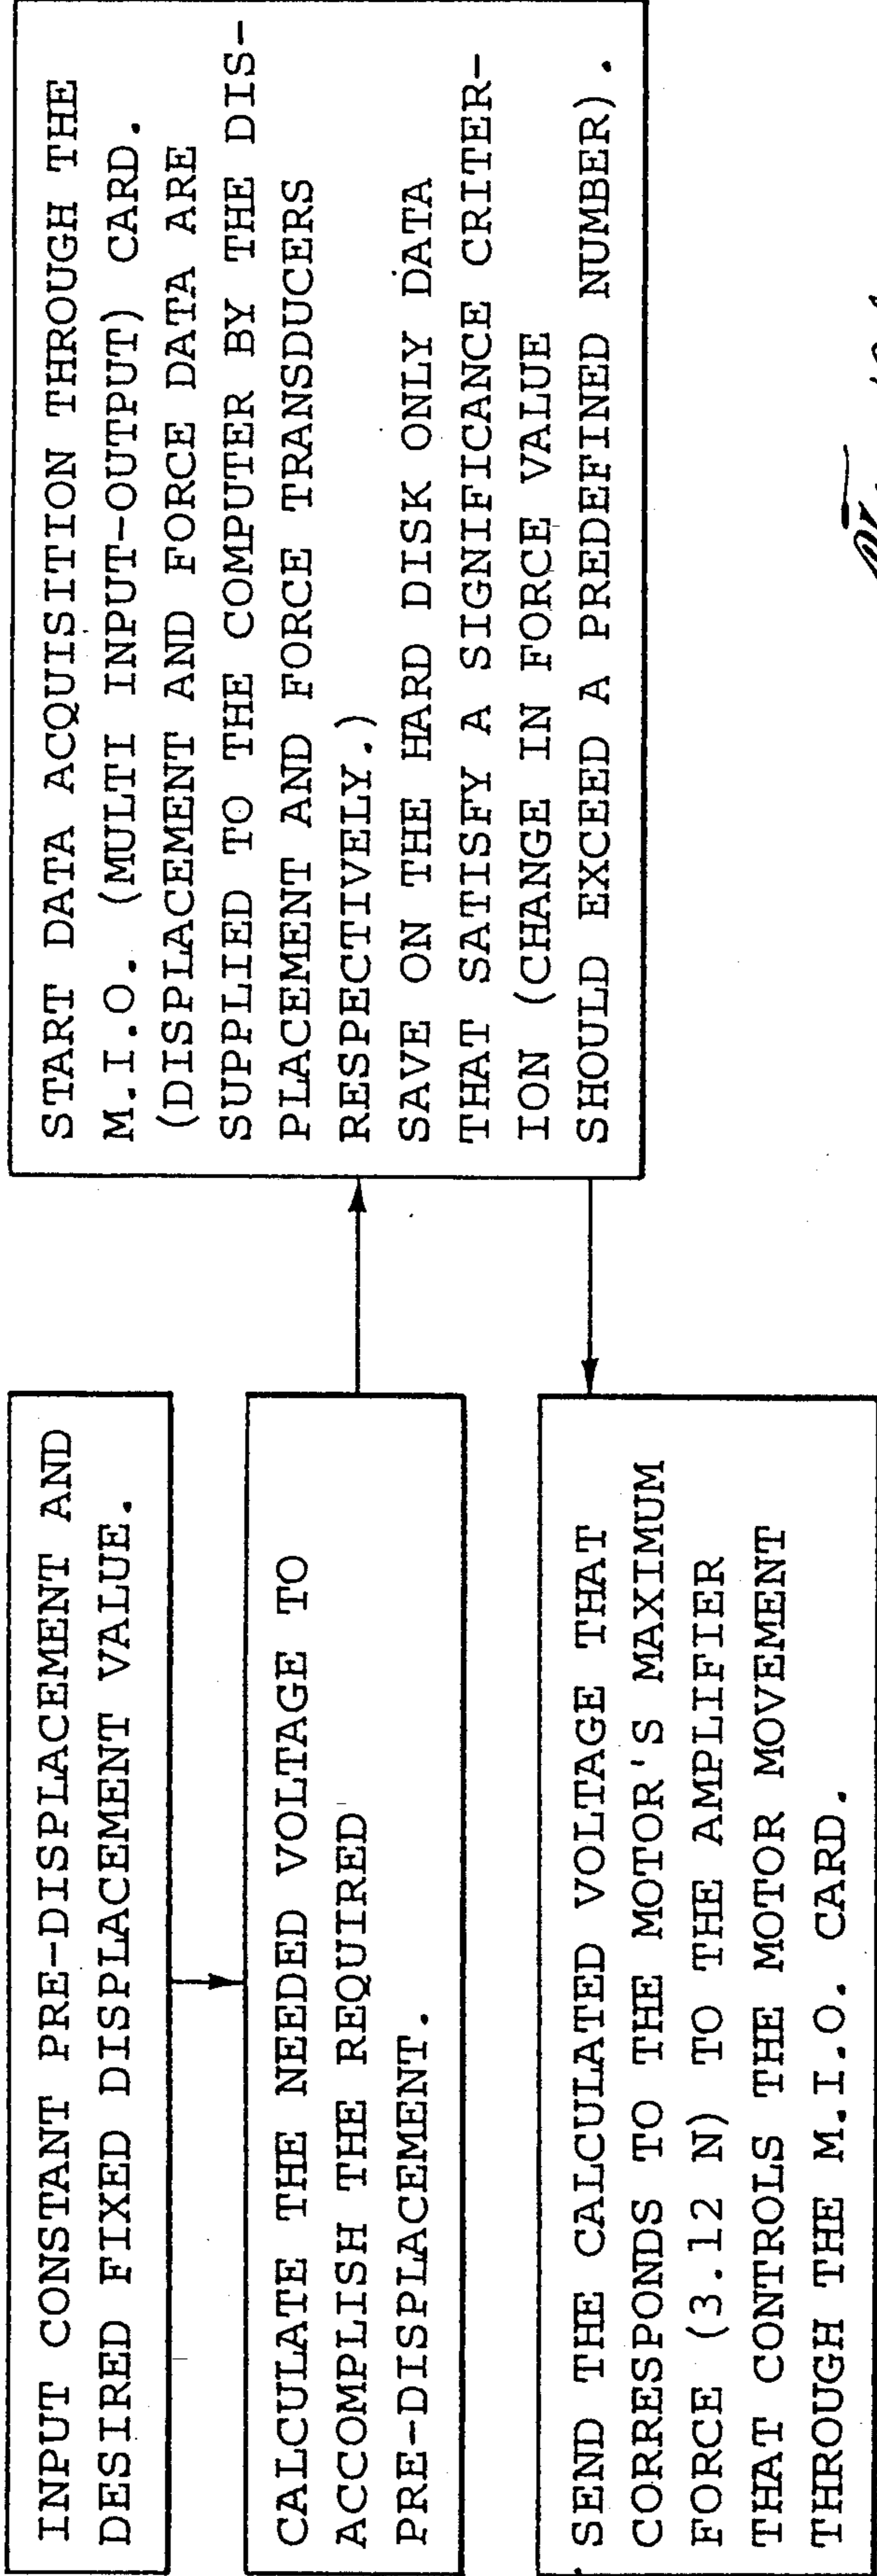 INPUT CONSTANT PRE-DISPLACEMENT AND
DESIRED FIXED DISPLACEMENT VALUE.
CALCULATE THE NEEDED VOLTAGE TO
ACCOMPLISH THE REQUIRED
PRE-DISPLACEMENT.
START DATA ACQUISITION THROUGH THE
M.I.O. (MULTI INPUT-OUTPUT) CARD.
(DISPLACEMENT AND FORCE DATA ARE
SUPPLIED TO THE COMPUTER BY THE DIS-
PLACEMENT AND FORCE TRANSDUCERS
RESPECTIVELY.)
SAVE ON THE HARD DISK ONLY DATA
THAT SATISFY A SIGNIFICANCE CRITER-
ION (CHANGE IN FORCE VALUE
SHOULD EXCEED A PREDEFINED NUMBER).
SEND THE CALCULATED VOLTAGE THAT
CORRESPONDS TO THE MOTOR'S MAXIMUM
FORCE (3.12 N) TO THE AMPLIFIER
THAT CONTROLS THE MOTOR MOVEMENT
THROUGH THE M.I.O. CARD.